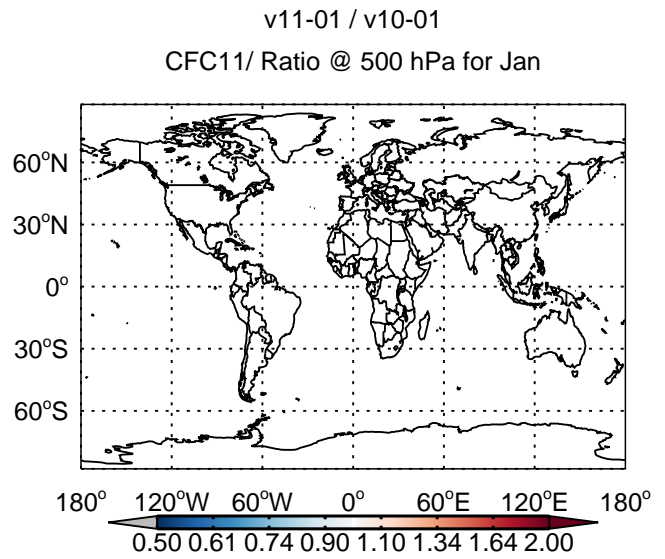 v11-01 / v10-01
CFC11/ Ratio @ 500 hPa for Jan
60°N
30°N
0°
30°S
60°S
180° 120°W 60°W 0° 60°E 120°E 180°
0.50 0.61 0.74 0.90 1.10 1.34 1.64 2.00